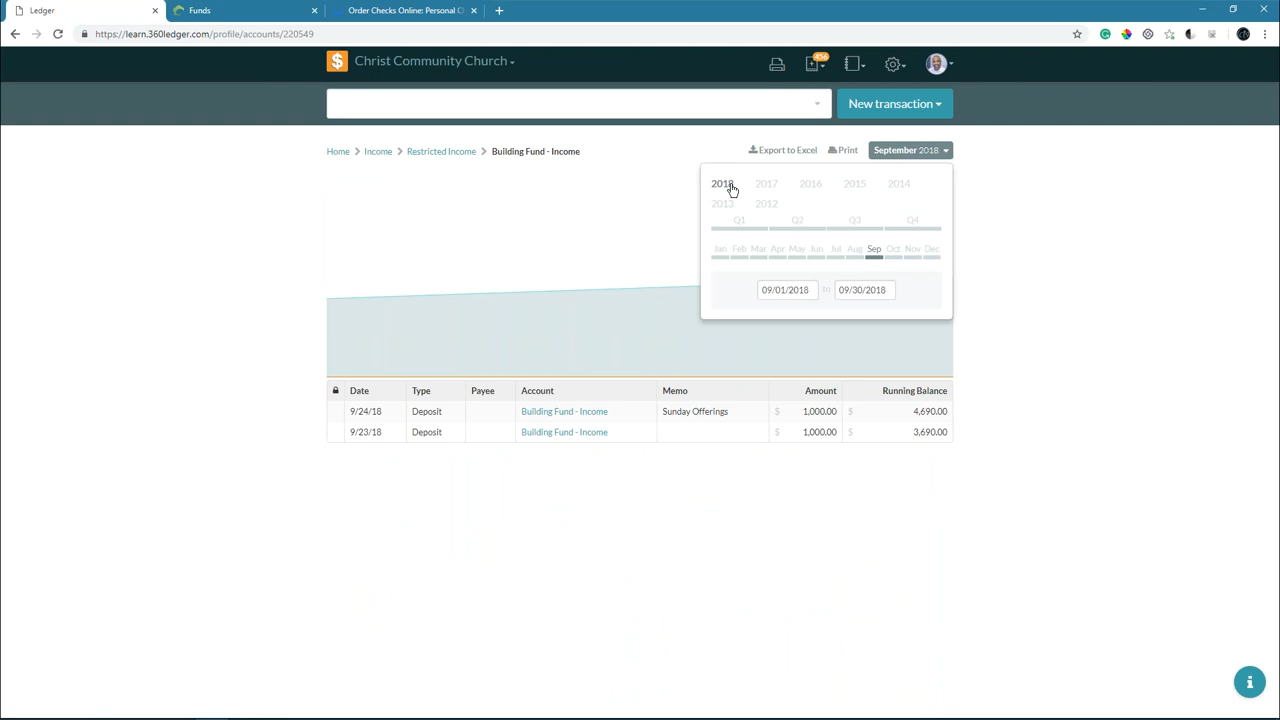 Ledger
Funds
Order Checks Online: Personal C
https://learn.360ledger.com/profile/accounts/220549
$ Christ Community Church
456
New transaction
Home > Income > Restricted Income > Building Fund - Income
Export to Excel Print September 2018
2018 2017 2016 2015 2014
2013 2012
Q1 Q2 Q3 Q4
Jan Feb Mar Apr May Jun Jul Aug Sep Oct Nov Dec
09/01/2018 to 09/30/2018
Date Type Payee Account Memo Amount Running Balance
9/24/18 Deposit Building Fund - Income Sunday Offerings $ 1,000.00 $ 4,690.00
9/23/18 Deposit Building Fund - Income $ 1,000.00 $ 3,690.00
i